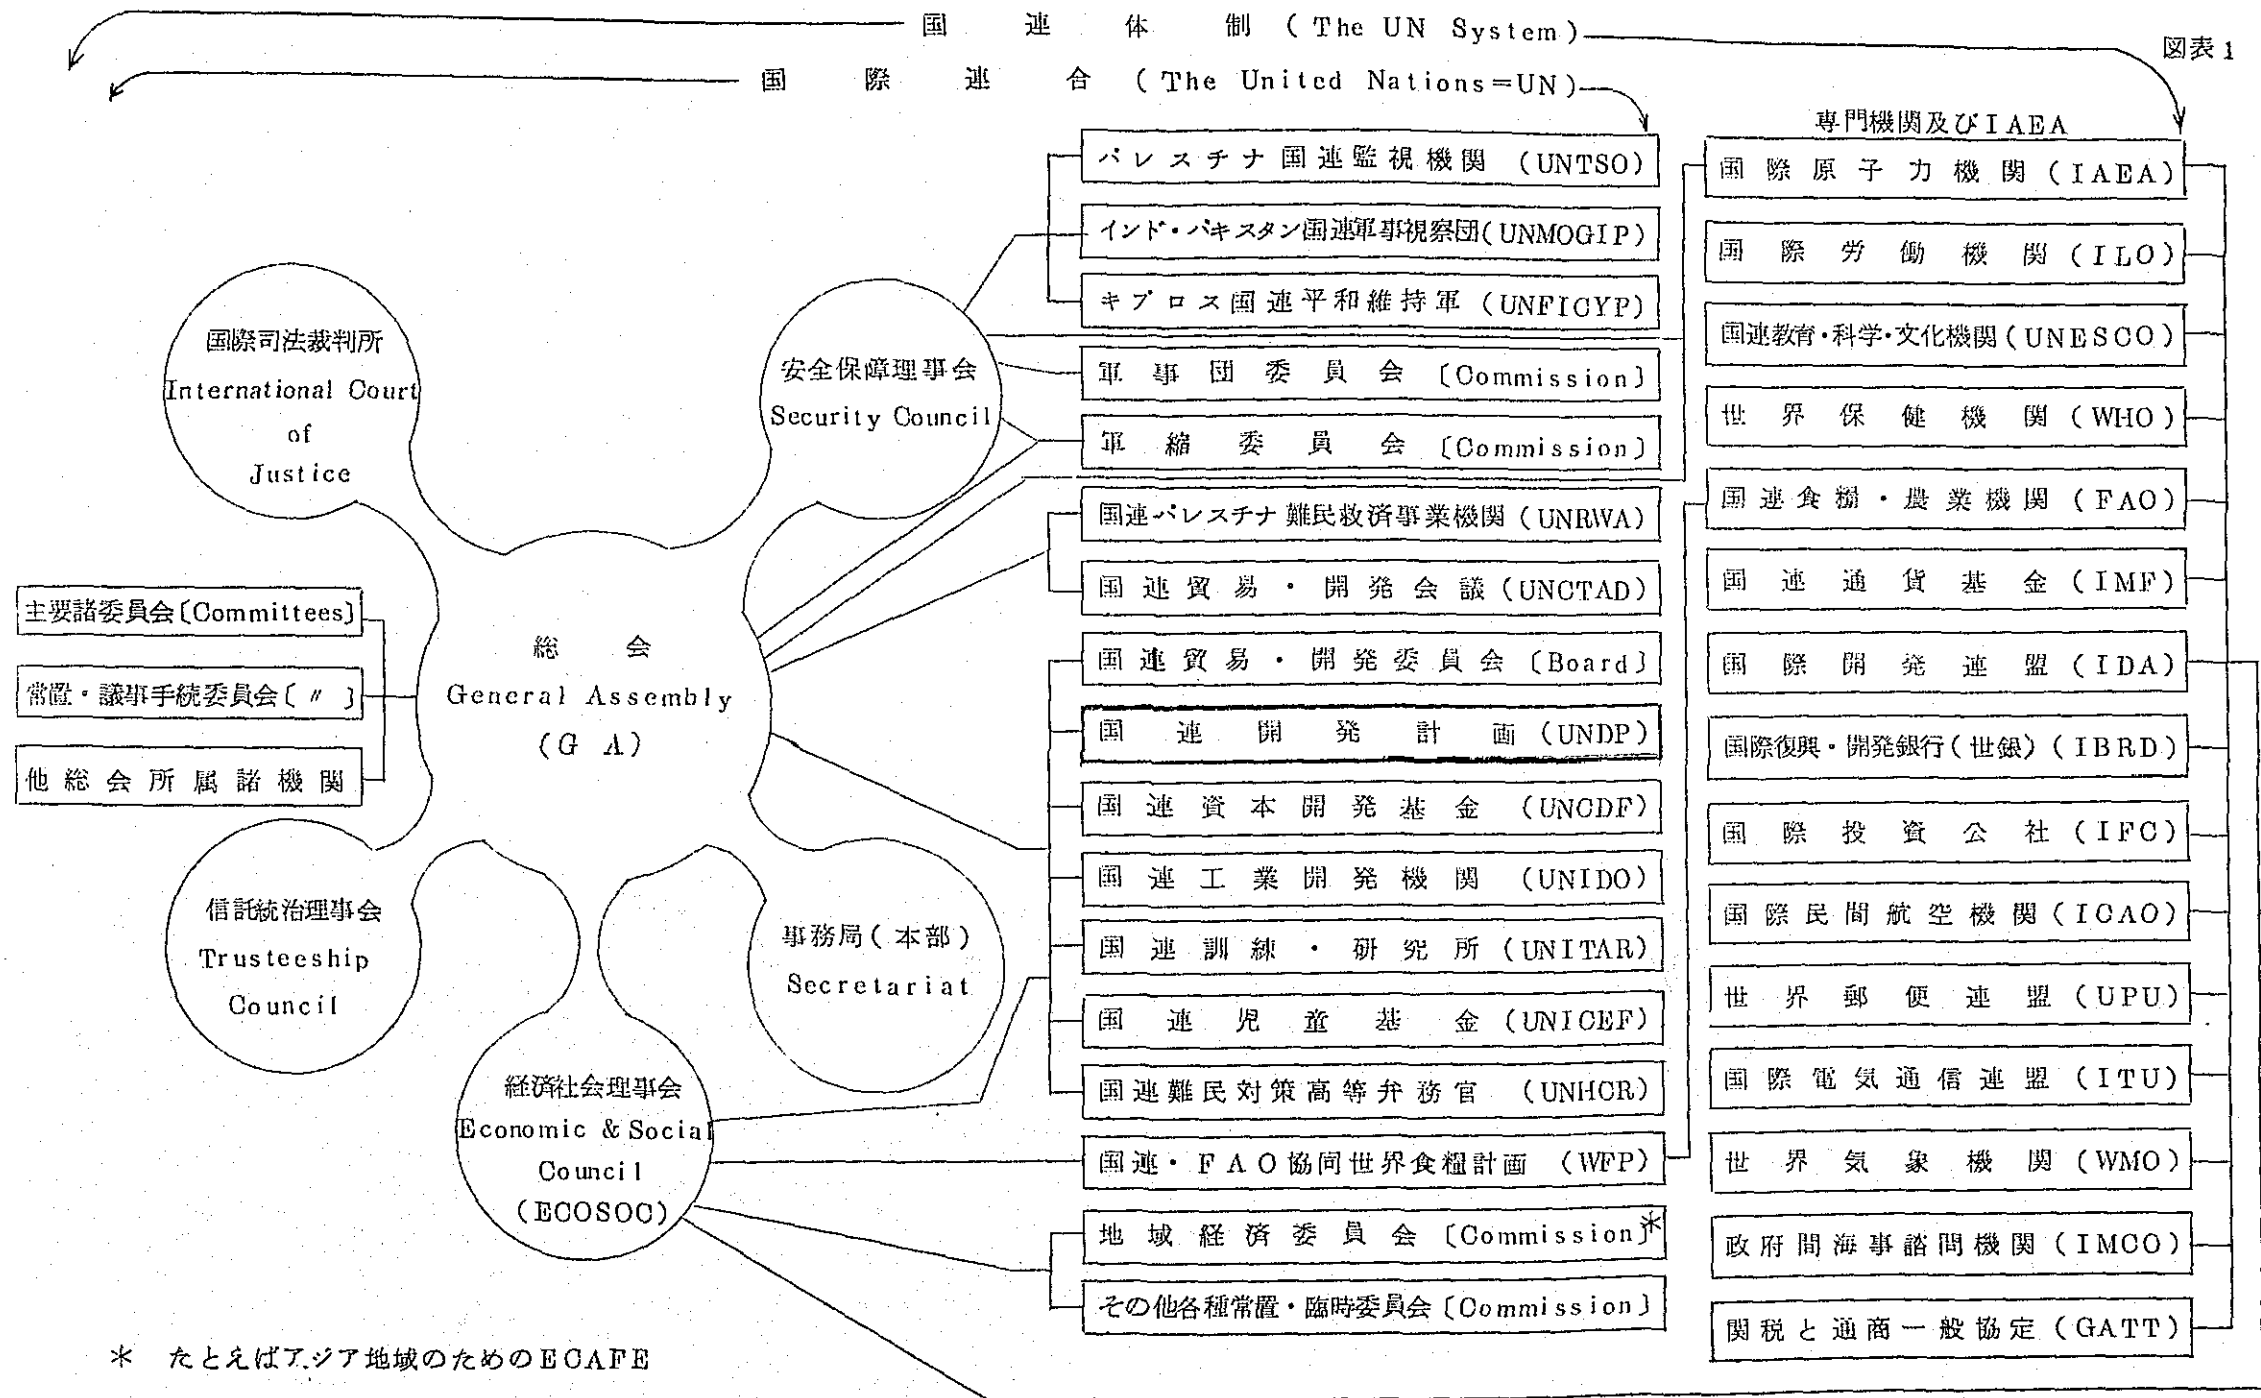 国連体制 (The UN System)
図表1
国際連合 (The United Nations=UN)
専門機関及びIAEA
パレスチナ国連監視機関 (UNTSO)
インド・パキスタン国連軍事視察団(UNMOGIP)
キプロス国連平和維持軍 (UNFICYP)
軍事団委員会 〔Commission〕
軍縮委員会 〔Commission〕
国連パレスチナ難民救済事業機関 (UNRWA)
国連貿易・開発会議 (UNCTAD)
国連貿易・開発委員会 〔Board〕
国連開発計画 (UNDP)
国連資本開発基金 (UNCDF)
国連工業開発機関 (UNIDO)
国連訓練・研究所 (UNITAR)
国連児童基金 (UNICEF)
国連難民対策高等弁務官 (UNHCR)
国連・FAO協同世界食糧計画 (WFP)
地域経済委員会 〔Commission〕*
その他各種常置・臨時委員会〔Commission〕
国際原子力機関 (IAEA)
国際労働機関 (ILO)
国連教育・科学・文化機関 (UNESCO)
世界保健機関 (WHO)
国連食糧・農業機関 (FAO)
国連通貨基金 (IMF)
国際開発連盟 (IDA)
国際復興・開発銀行(世銀) (IBRD)
国際投資公社 (IFC)
国際民間航空機関 (ICAO)
世界郵便連盟 (UPU)
国際電気通信連盟 (ITU)
世界気象機関 (WMO)
政府間海事諮問機関 (IMCO)
関税と通商一般協定 (GATT)
国際司法裁判所
International Court
of
Justice
安全保障理事会
Security Council
主要諸委員会〔Committees〕
常置・議事手続委員会〔 〃 〕
他総会所属諸機関
総会
General Assembly
(G A)
信託統治理事会
Trusteeship
Council
事務局(本部)
Secretariat
経済社会理事会
Economic & Social
Council
(ECOSOC)
* たとえばアジア地域のためのECAFE